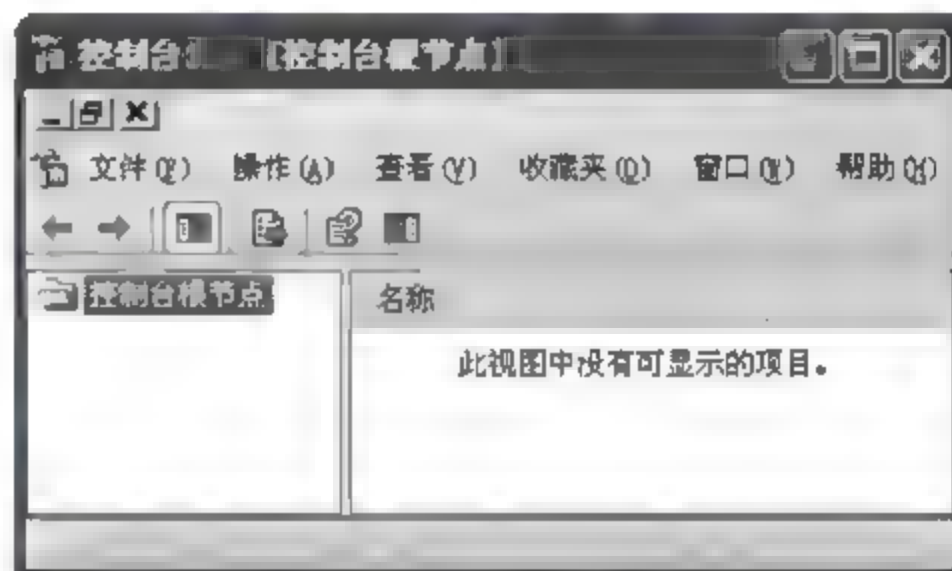 控制台 [控制台根节点]
文件(F) 操作(A) 查看(V) 收藏夹(O) 窗口(W) 帮助(H)
控制台根节点
名称
此视图中没有可显示的项目。